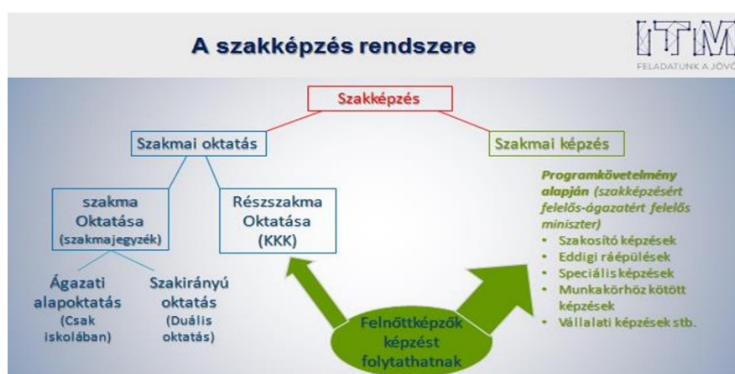 A szakképzés rendszere
ITM
FELADATUNK A JÖVŐ
Szakképzés
Szakmai oktatás
Szakmai képzés
szakma
Oktatása
(szakmajegyzék)
Részszakma
Oktatása
(KKK)
Ágazati
alapoktatás
(Csak
iskolában)
Szakirányú
oktatás
(Duális
oktatás)
Programkövetelmény
alapján (szakképzésért
felelős-ágazatért felelős
miniszter)
• Szakosító képzések
• Eddigi ráépülések
• Speciális képzések
• Munkakörhöz kötött
képzések
• Vállalati képzések stb.
Felnőttképzők
képzést
folytathatnak